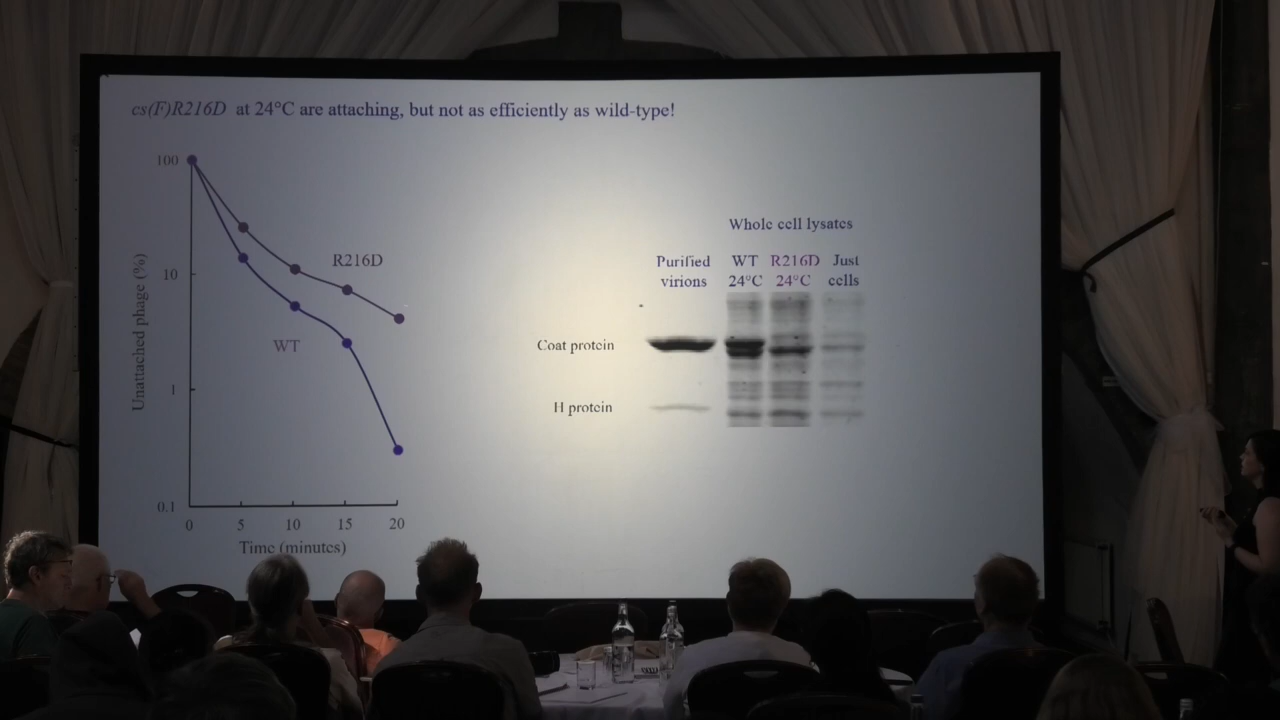 cs(F)R216D at 24°C are attaching, but not as efficiently as wild-type!
100
10
1
0.1
Unattached phage (%)
R216D
WT
0 5 10 15 20
Time (minutes)
Whole cell lysates
Purified virions
WT 24°C
R216D 24°C
Just cells
Coat protein
H protein